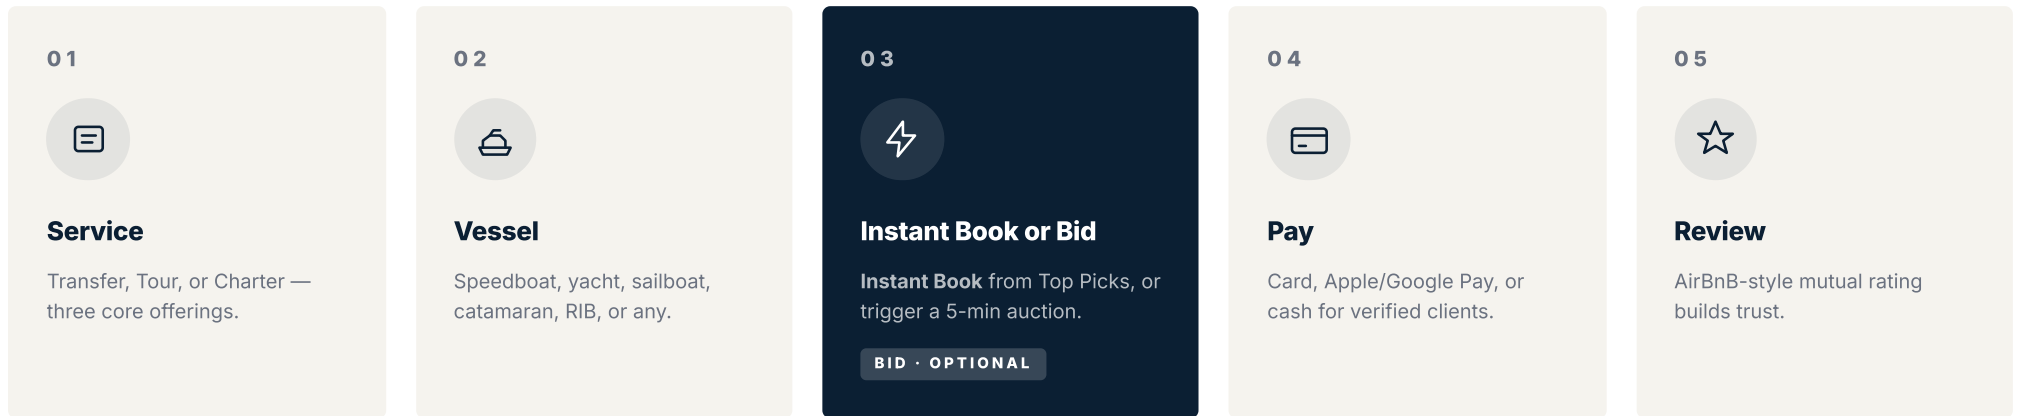 01
Service
Transfer, Tour, or Charter —
three core offerings.
02
Vessel
Speedboat, yacht, sailboat,
catamaran, RIB, or any.
03
Instant Book or Bid
Instant Book from Top Picks, or
trigger a 5-min auction.
BID · OPTIONAL
04
Pay
Card, Apple/Google Pay, or
cash for verified clients.
05
Review
AirBnB-style mutual rating
builds trust.